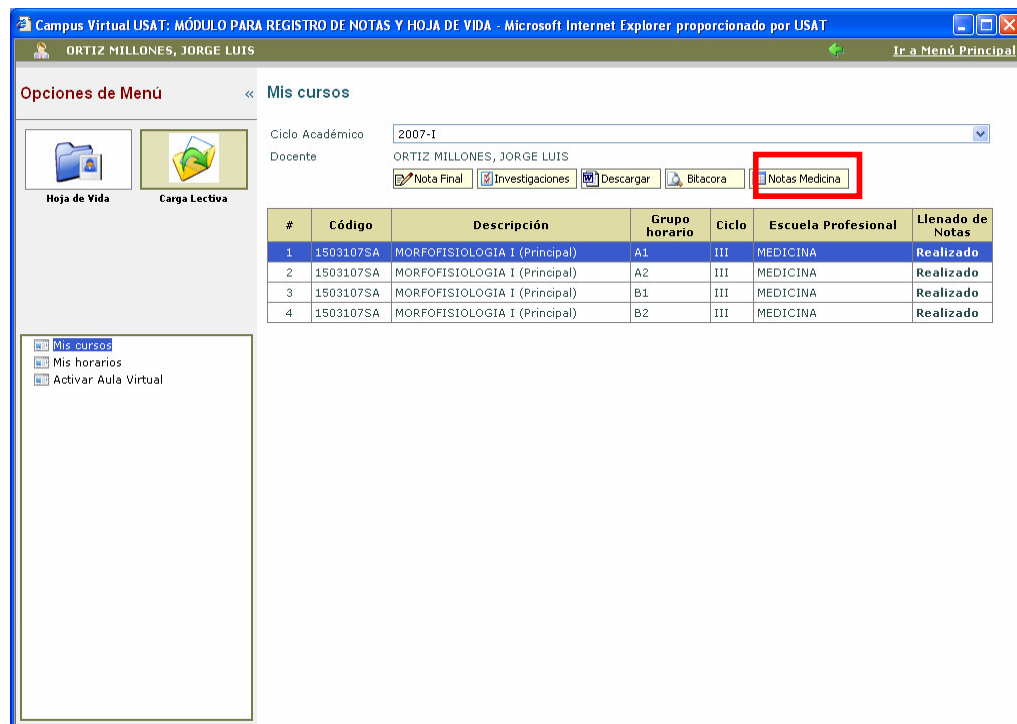 Campus Virtual USAT: MÓDULO PARA REGISTRO DE NOTAS Y HOJA DE VIDA - Microsoft Internet Explorer proporcionado por USAT
ORTIZ MILLONES, JORGE LUIS Ir a Menú Principal
Opciones de Menú «
Hoja de Vida Carga Lectiva
Mis cursos
Mis horarios
Activar Aula Virtual
Mis cursos
Ciclo Académico 2007-I
Docente ORTIZ MILLONES, JORGE LUIS
Nota Final Investigaciones Descargar Bitacora Notas Medicina
# Código Descripción Grupo horario Ciclo Escuela Profesional Llenado de Notas
1 1503107SA MORFOFISIOLOGIA I (Principal) A1 III MEDICINA Realizado
2 1503107SA MORFOFISIOLOGIA I (Principal) A2 III MEDICINA Realizado
3 1503107SA MORFOFISIOLOGIA I (Principal) B1 III MEDICINA Realizado
4 1503107SA MORFOFISIOLOGIA I (Principal) B2 III MEDICINA Realizado